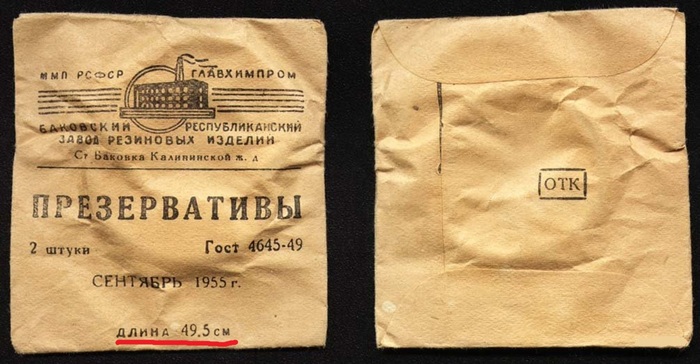 ММП РСФСР ГЛАВХИМПРОМ
БАКОВСКИЙ РЕСПУБЛИКАНСКИЙ
ЗАВОД РЕЗИНОВЫХ ИЗДЕЛИЙ
Ст Баковка Калининской ж. д
ПРЕЗЕРВАТИВЫ
2 штуки Гост 4645-49
СЕНТЯБРЬ 1955 г.
ДЛИНА 49,5 см
ОТК